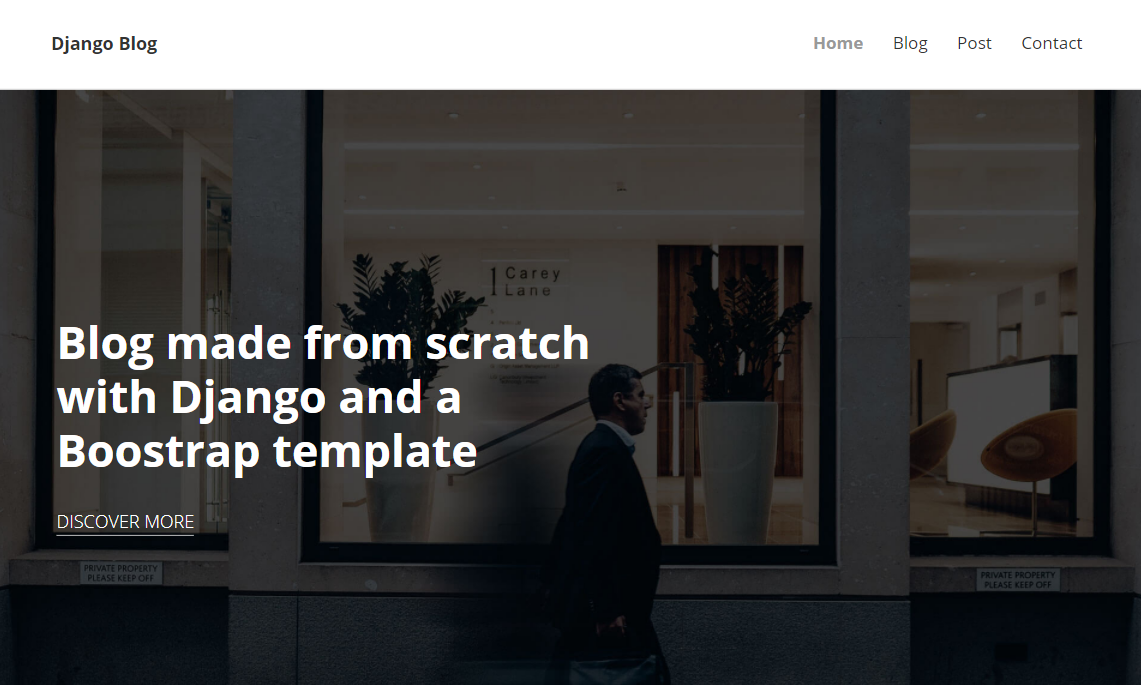 Django Blog
Home Blog Post Contact
1 Carey
Lane
Blog made from scratch
with Django and a
Boostrap template
DISCOVER MORE
PRIVATE PROPERTY
PLEASE KEEP OFF
PRIVATE PROPERTY
PLEASE KEEP OFF